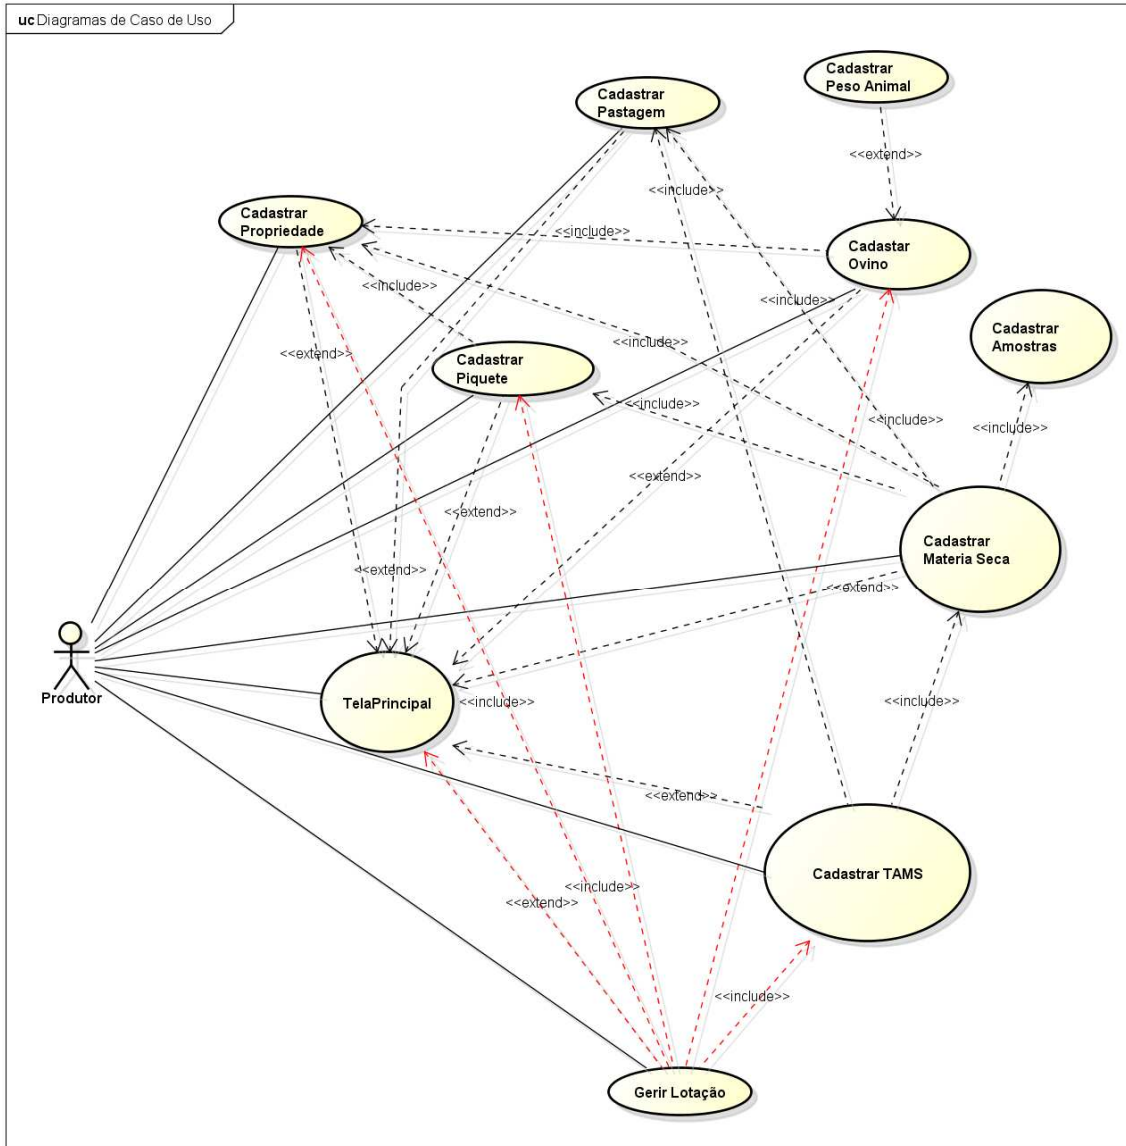 uc Diagramas de Caso de Uso
Cadastrar
Peso Animal
Cadastrar
Pastagem
<<extend>>
<<include>>
Cadastrar
Propriedade
<<include>>
Cadastar
Ovino
<<include>>
<<include>>
Cadastrar
Amostras
<<include>>
<<extend>>
Cadastrar
Piquete
<<include>>
<<include>>
<<include>>
<<extend>>
<<extend>>
Cadastrar
Materia Seca
<<extend>>
<<extend>>
Produtor
TelaPrincipal
<<include>>
<<include>>
<<extend>>
Cadastrar TAMS
<<include>>
<<extend>>
<<include>>
Gerir Lotação